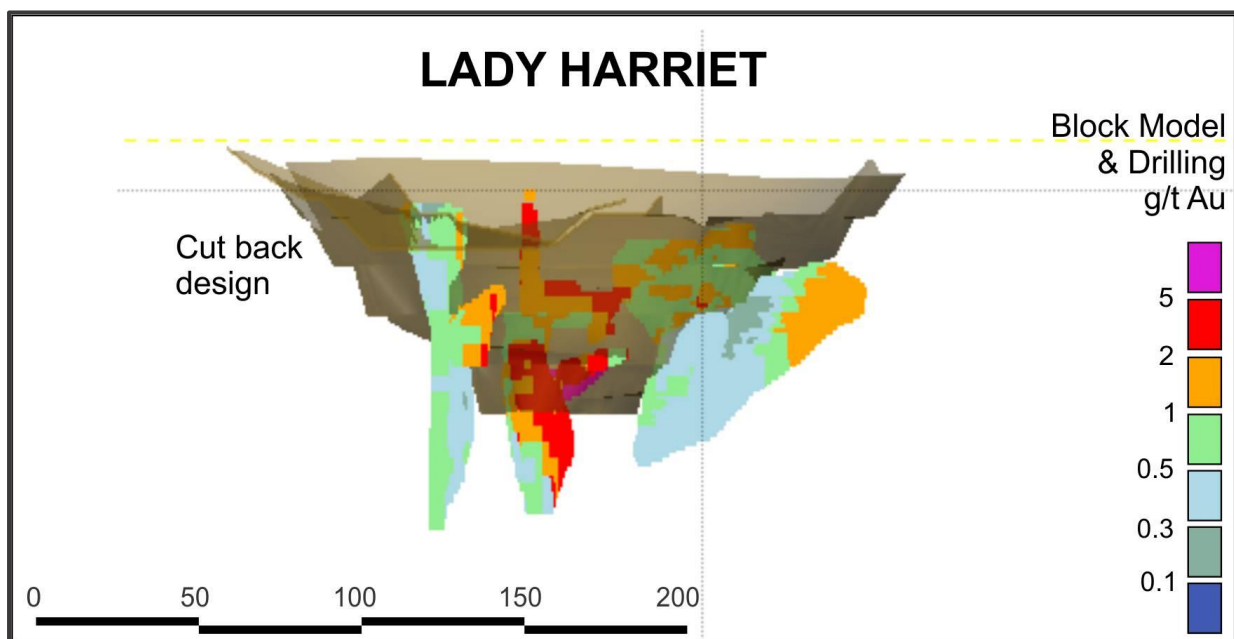 LADY HARRIET
Block Model
& Drilling
g/t Au
Cut back
design
5
2
1
0.5
0.3
0.1
0 50 100 150 200